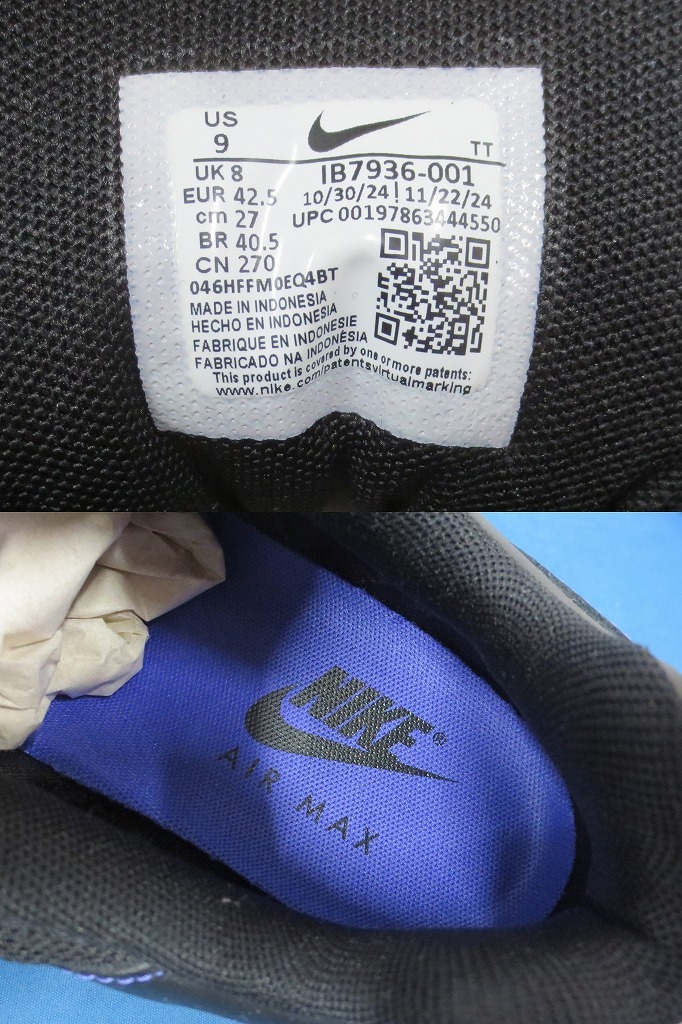 US
9
TT
UK 8
IB7936-001
EUR 42.5
10/30/24 11/22/24
cm 27
UPC 00197863444550
BR 40.5
CN 270
046HFFM0EQ4BT
MADE IN INDONESIA
HECHO EN INDONESIA
FABRIQUE EN INDONESIE
FABRICADO NA INDONÉSIA
This product is covered by one or more patents:
www.nike.com/patentsvirtualmarking
NIKE®
AIR MAX